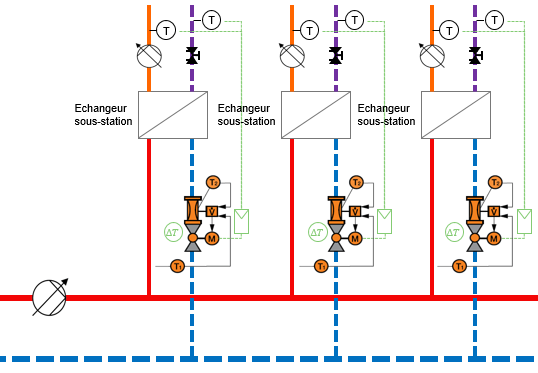 T T T T T T
Echangeur
sous-station
Echangeur
sous-station
Echangeur
sous-station
T2 T2 T2
V̇ V̇ V̇
ΔT M ΔT M ΔT M
T1 T1 T1